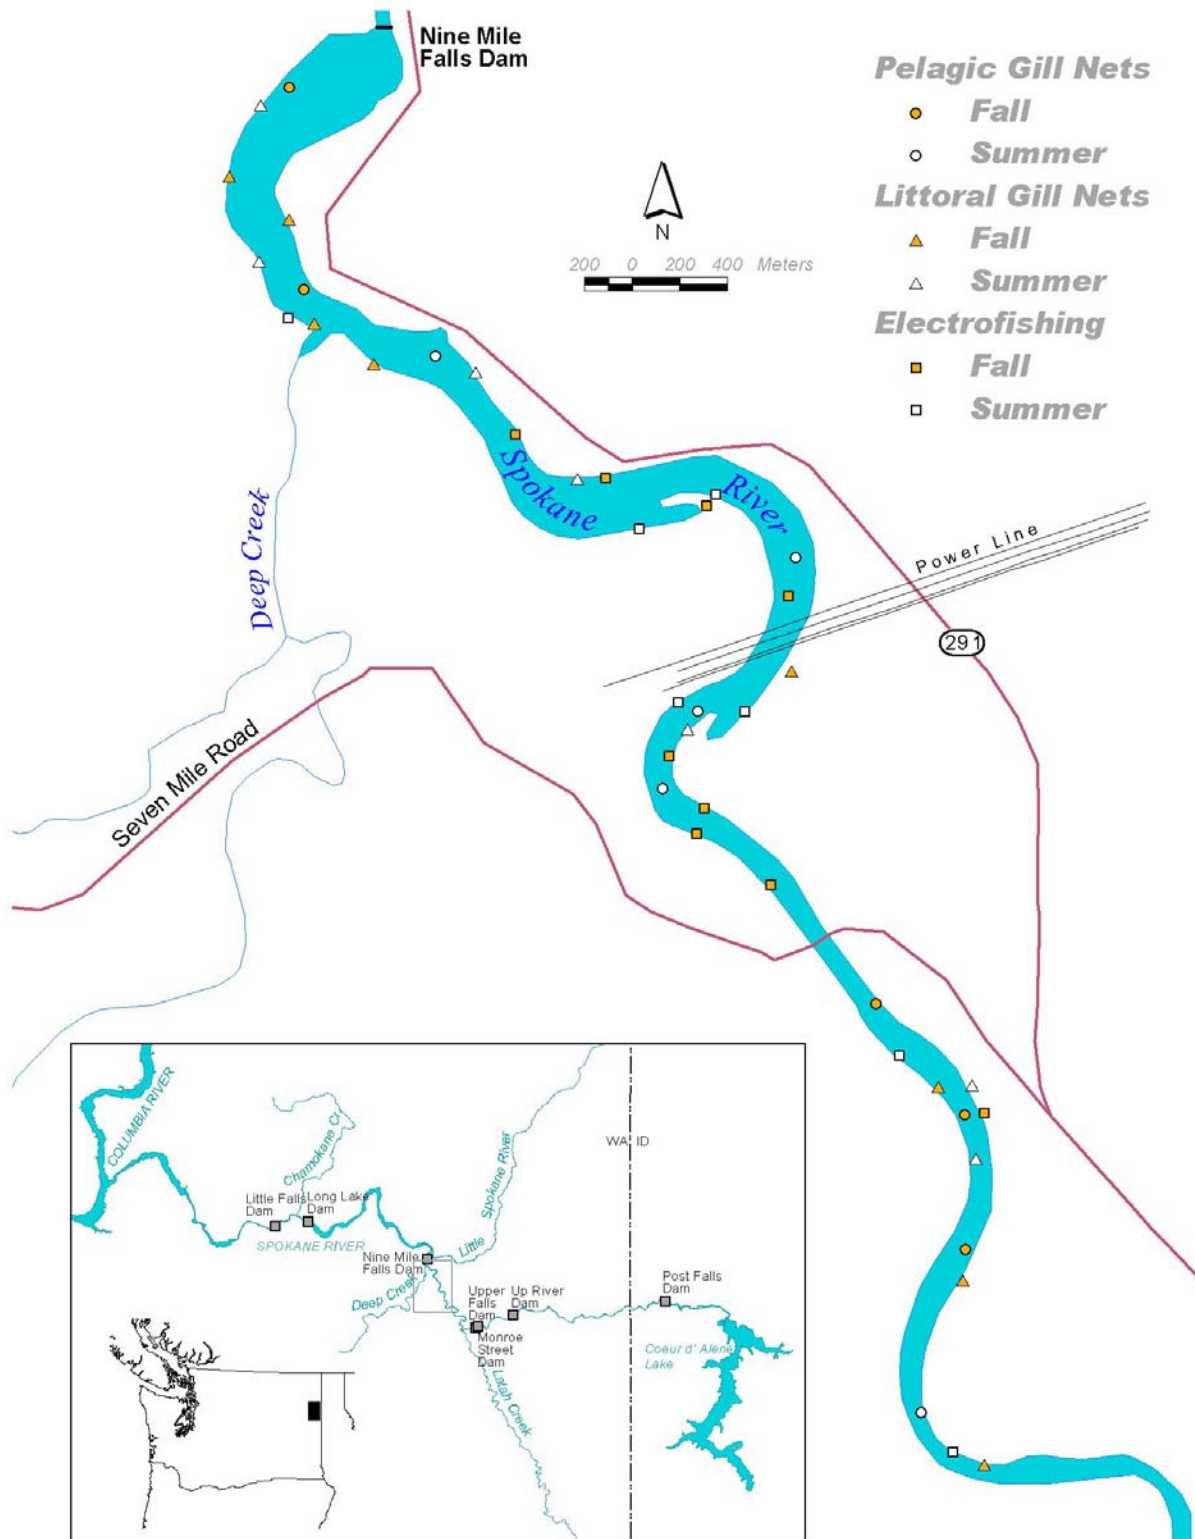 Nine Mile
Falls Dam
Pelagic Gill Nets
Fall
Summer
Littoral Gill Nets
Fall
Summer
Electrofishing
Fall
Summer
N
200 0 200 400 Meters
Spokane
River
Deep Creek
Power Line
291
Seven Mile Road
COLUMBIA RIVER
Chamokane Cr.
Little Falls
Dam
Long Lake
Dam
SPOKANE RIVER
Little Spokane River
WA ID
Nine Mile
Falls Dam
Deep Creek
Upper
Falls
Dam
Up River
Dam
Monroe
Street
Dam
Post Falls
Dam
Latah Creek
Coeur d' Alene
Lake